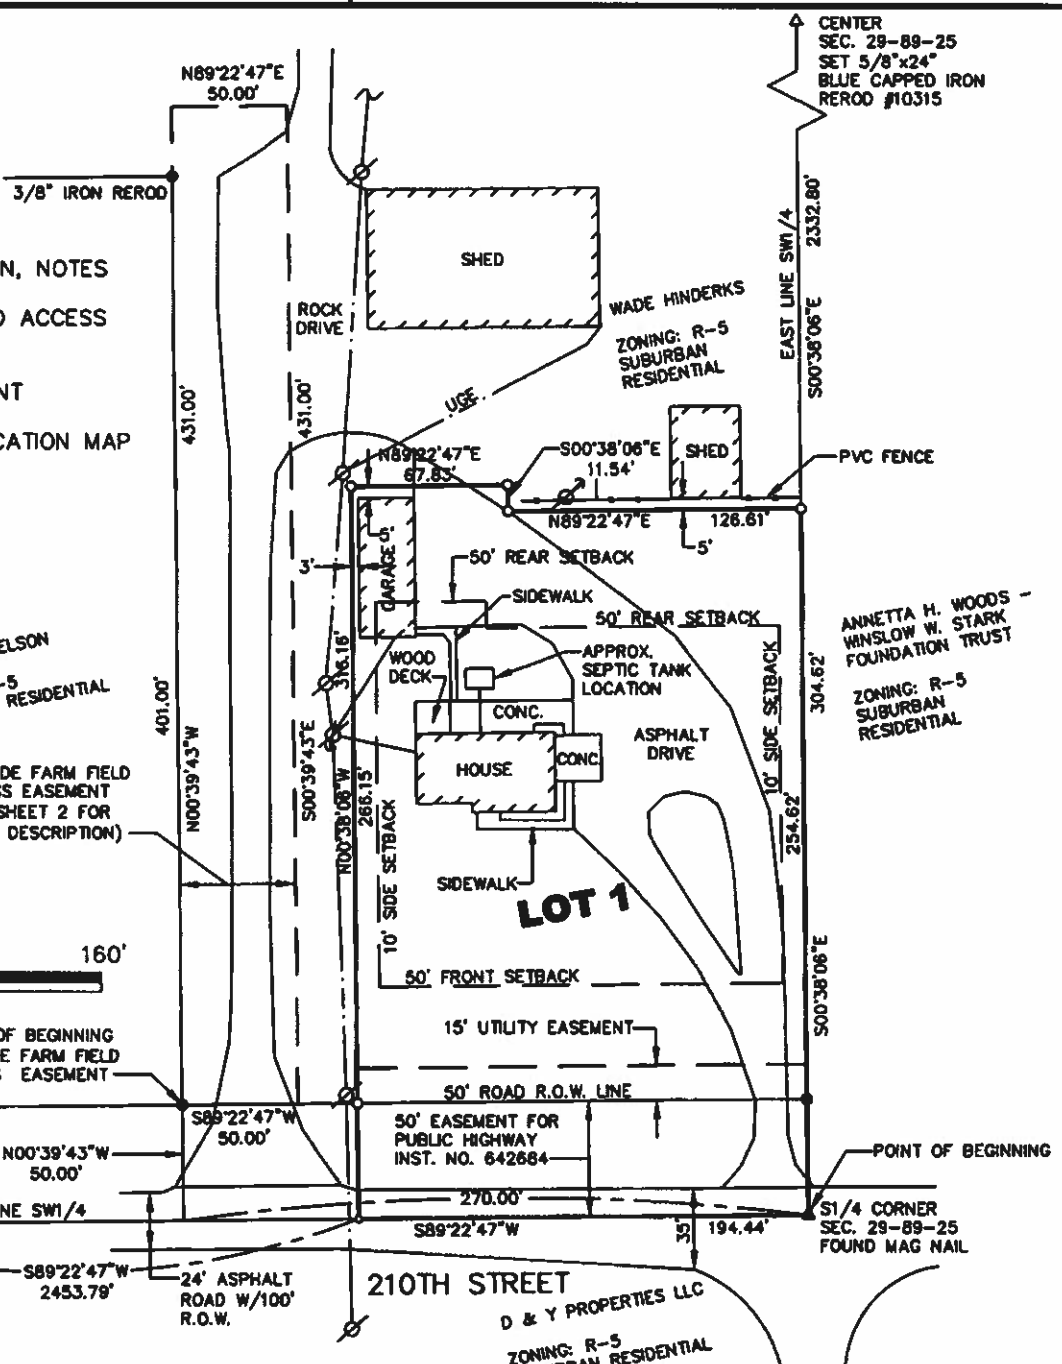 CENTER
SEC. 29-89-25
SET 5/8"x24"
BLUE CAPPED IRON
REROD #10315
N89°22'47"E
50.00'
3/8" IRON REROD
N, NOTES
ACCESS
NT
CATION MAP
SHED
ROCK
DRIVE
WADE HINDERKS
ZONING: R-5
SUBURBAN
RESIDENTIAL
EAST LINE SW1/4
S00°38'06"E 2332.80'
431.00'
431.00'
UGE
N89°22'47"E
67.83'
S00°38'06"E
11.54'
SHED
PVC FENCE
N89°22'47"E
126.61'
5'
5'
3'
GARAGE
50' REAR SETBACK
SIDEWALK
50' REAR SETBACK
ANNETTA H. WOODS -
WINSLOW W. STARK
FOUNDATION TRUST
ZONING: R-5
SUBURBAN
RESIDENTIAL
ELSON
-5
RESIDENTIAL
WOOD
DECK
APPROX.
SEPTIC TANK
LOCATION
316.16'
401.00'
304.62'
10' SIDE SETBACK
CONC.
CONC.
HOUSE
ASPHALT
DRIVE
DE FARM FIELD
SS EASEMENT
SHEET 2 FOR
DESCRIPTION)
N00°39'43"W
S00°39'43"E
N00°38'06"W
266.15'
254.62'
10' SIDE SETBACK
SIDEWALK
LOT 1
160'
50' FRONT SETBACK
S00°38'06"E
OF BEGINNING
E FARM FIELD
EASEMENT
15' UTILITY EASEMENT
50' ROAD R.O.W. LINE
S89°22'47"W
50.00'
50' EASEMENT FOR
PUBLIC HIGHWAY
INST. NO. 642664
N00°39'43"W
50.00'
POINT OF BEGINNING
NE SW1/4
270.00'
S89°22'47"W
35'
194.44'
S1/4 CORNER
SEC. 29-89-25
FOUND MAG NAIL
S89°22'47"W
2453.79'
24' ASPHALT
ROAD W/100'
R.O.W.
210TH STREET
D & Y PROPERTIES LLC
ZONING: R-5
RESIDENTIAL